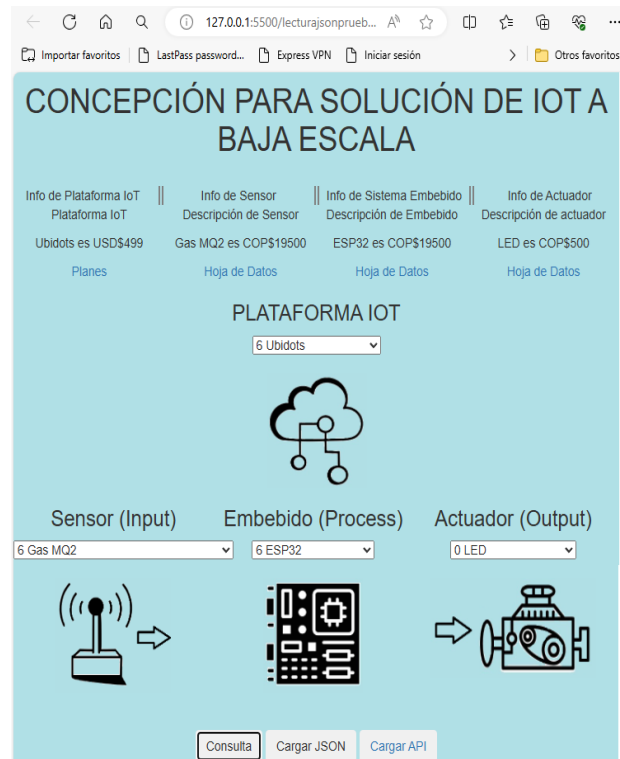 127.0.0.1:5500/lecturajsonprueb...
Importar favoritos
LastPass password...
Express VPN
Iniciar sesión
Otros favoritos
CONCEPCIÓN PARA SOLUCIÓN DE IOT A
BAJA ESCALA
Info de Plataforma IoT || Info de Sensor || Info de Sistema Embebido || Info de Actuador
Plataforma IoT Descripción de Sensor Descripción de Embebido Descripción de actuador
Ubidots es USD$499 Gas MQ2 es COP$19500 ESP32 es COP$19500 LED es COP$500
Planes Hoja de Datos Hoja de Datos Hoja de Datos
PLATAFORMA IOT
6 Ubidots
Sensor (Input) Embebido (Process) Actuador (Output)
6 Gas MQ2 6 ESP32 0 LED
Consulta Cargar JSON Cargar API